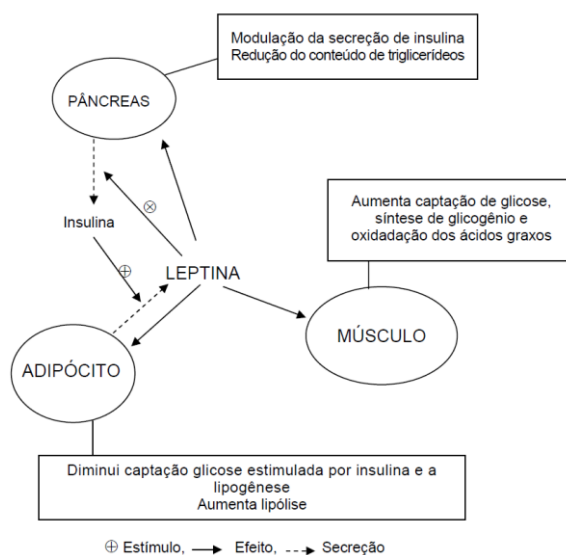 Modulação da secreção de insulina
Redução do conteúdo de triglicerídeos
PÂNCREAS
Insulina
⊗
⊕
LEPTINA
Aumenta captação de glicose,
síntese de glicogênio e
oxidadação dos ácidos graxos
MÚSCULO
ADIPÓCITO
Diminui captação glicose estimulada por insulina e a
lipogênese
Aumenta lipólise
⊕ Estímulo, → Efeito, --→ Secreção